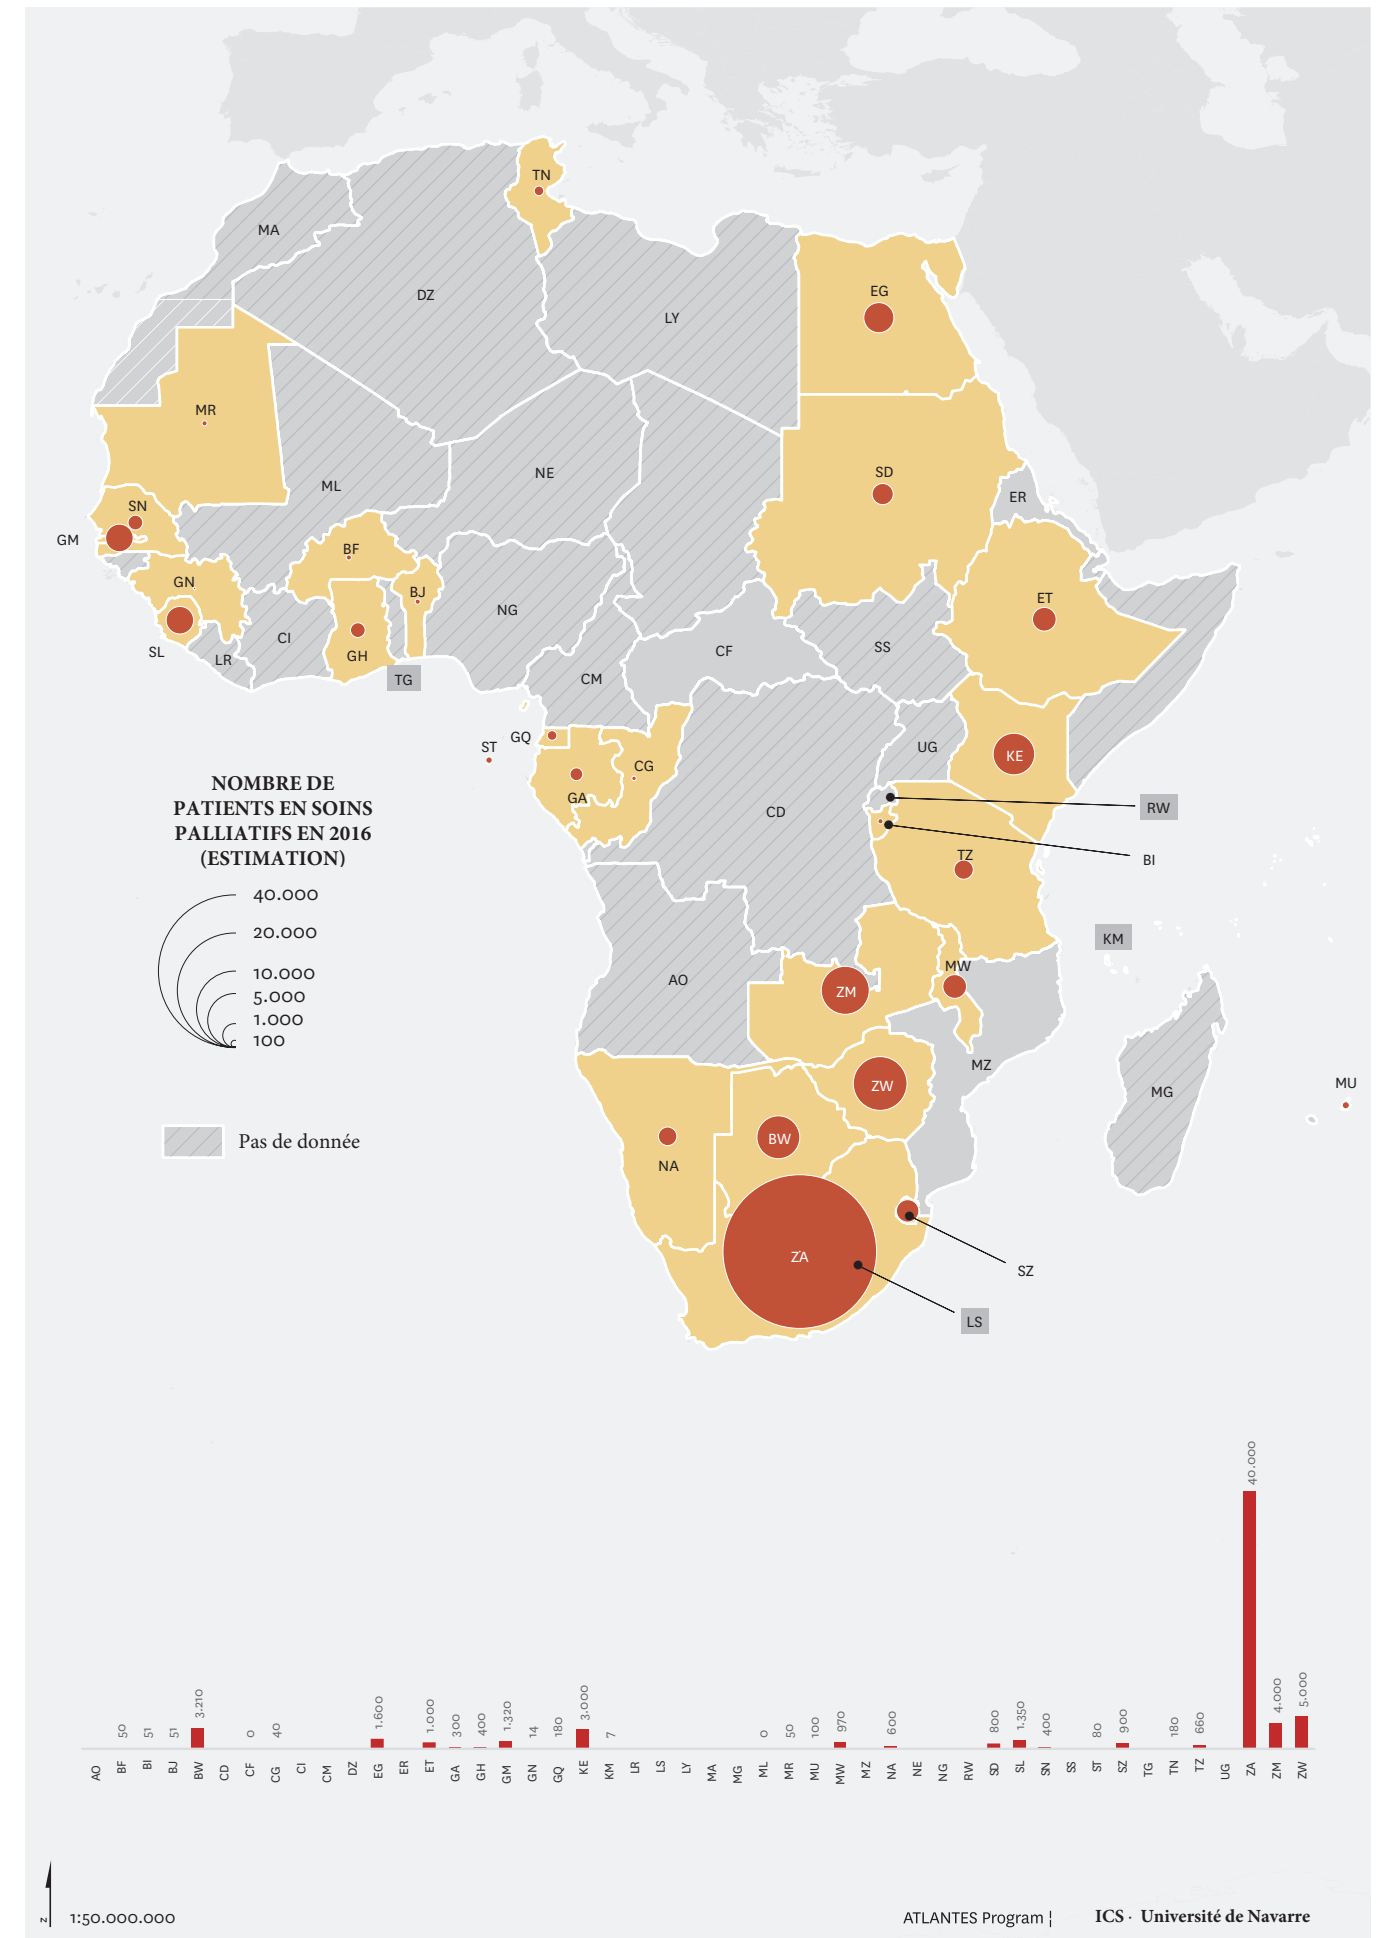 TN
MA
DZ
EG
LY
MR
SD
NE
ML
ER
SN
GM
BF
GN
BJ
ET
NG
CI
SS
SL
GH
LR
CF
TG
CM
GQ
ST
UG
KE
CG
GA
NOMBRE DE
PATIENTS EN SOINS
PALLIATIFS EN 2016
(ESTIMATION)
RW
CD
TZ
BI
40.000
20.000
10.000
5.000
1.000
100
KM
MW
AO
ZM
MZ
ZW
MG
MU
Pas de donnée
BW
NA
ZA
SZ
LS
50
51
51
3.210
0
40
1.600
1.000
300
400
1.320
14
180
3.000
7
0
50
100
970
600
800
1.350
400
80
900
180
660
40.000
4.000
5.000
AO
BF
BI
BJ
BW
CD
CF
CG
CI
CM
DZ
EG
ER
ET
GA
GH
GM
GN
GQ
KE
KM
LR
LS
LY
MA
MG
ML
MR
MU
MW
MZ
NA
NE
NG
RW
SD
SL
SN
SS
ST
SZ
TG
TN
TZ
UG
ZA
ZM
ZW
N
1:50.000.000
ATLANTES Program ¦ ICS · Université de Navarre